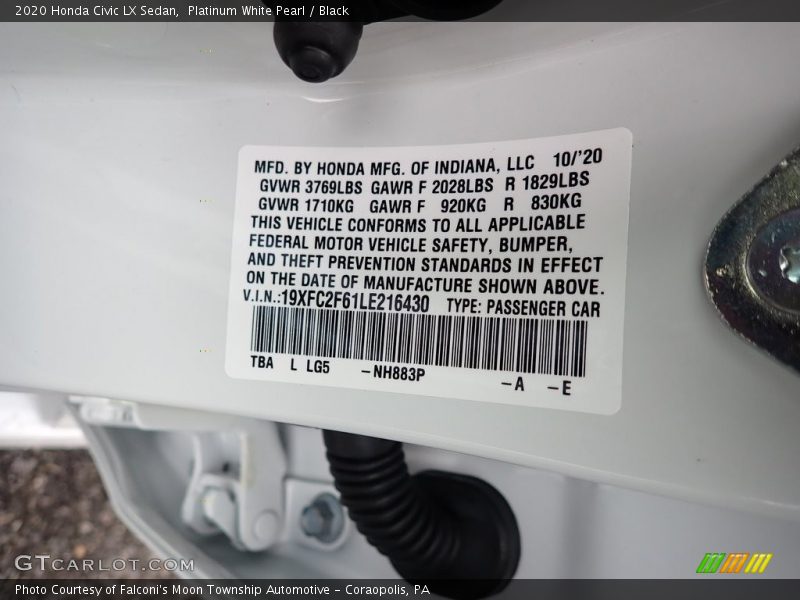 2020 Honda Civic LX Sedan, Platinum White Pearl / Black
MFD. BY HONDA MFG. OF INDIANA, LLC 10/'20
GVWR 3769LBS GAWR F 2028LBS R 1829LBS
GVWR 1710KG GAWR F 920KG R 830KG
THIS VEHICLE CONFORMS TO ALL APPLICABLE
FEDERAL MOTOR VEHICLE SAFETY, BUMPER,
AND THEFT PREVENTION STANDARDS IN EFFECT
ON THE DATE OF MANUFACTURE SHOWN ABOVE.
V.I.N.:19XFC2F61LE216430 TYPE: PASSENGER CAR
TBA L LG5 -NH883P -A -E
GTCARLOT.COM
Photo Courtesy of Falconi's Moon Township Automotive - Coraopolis, PA